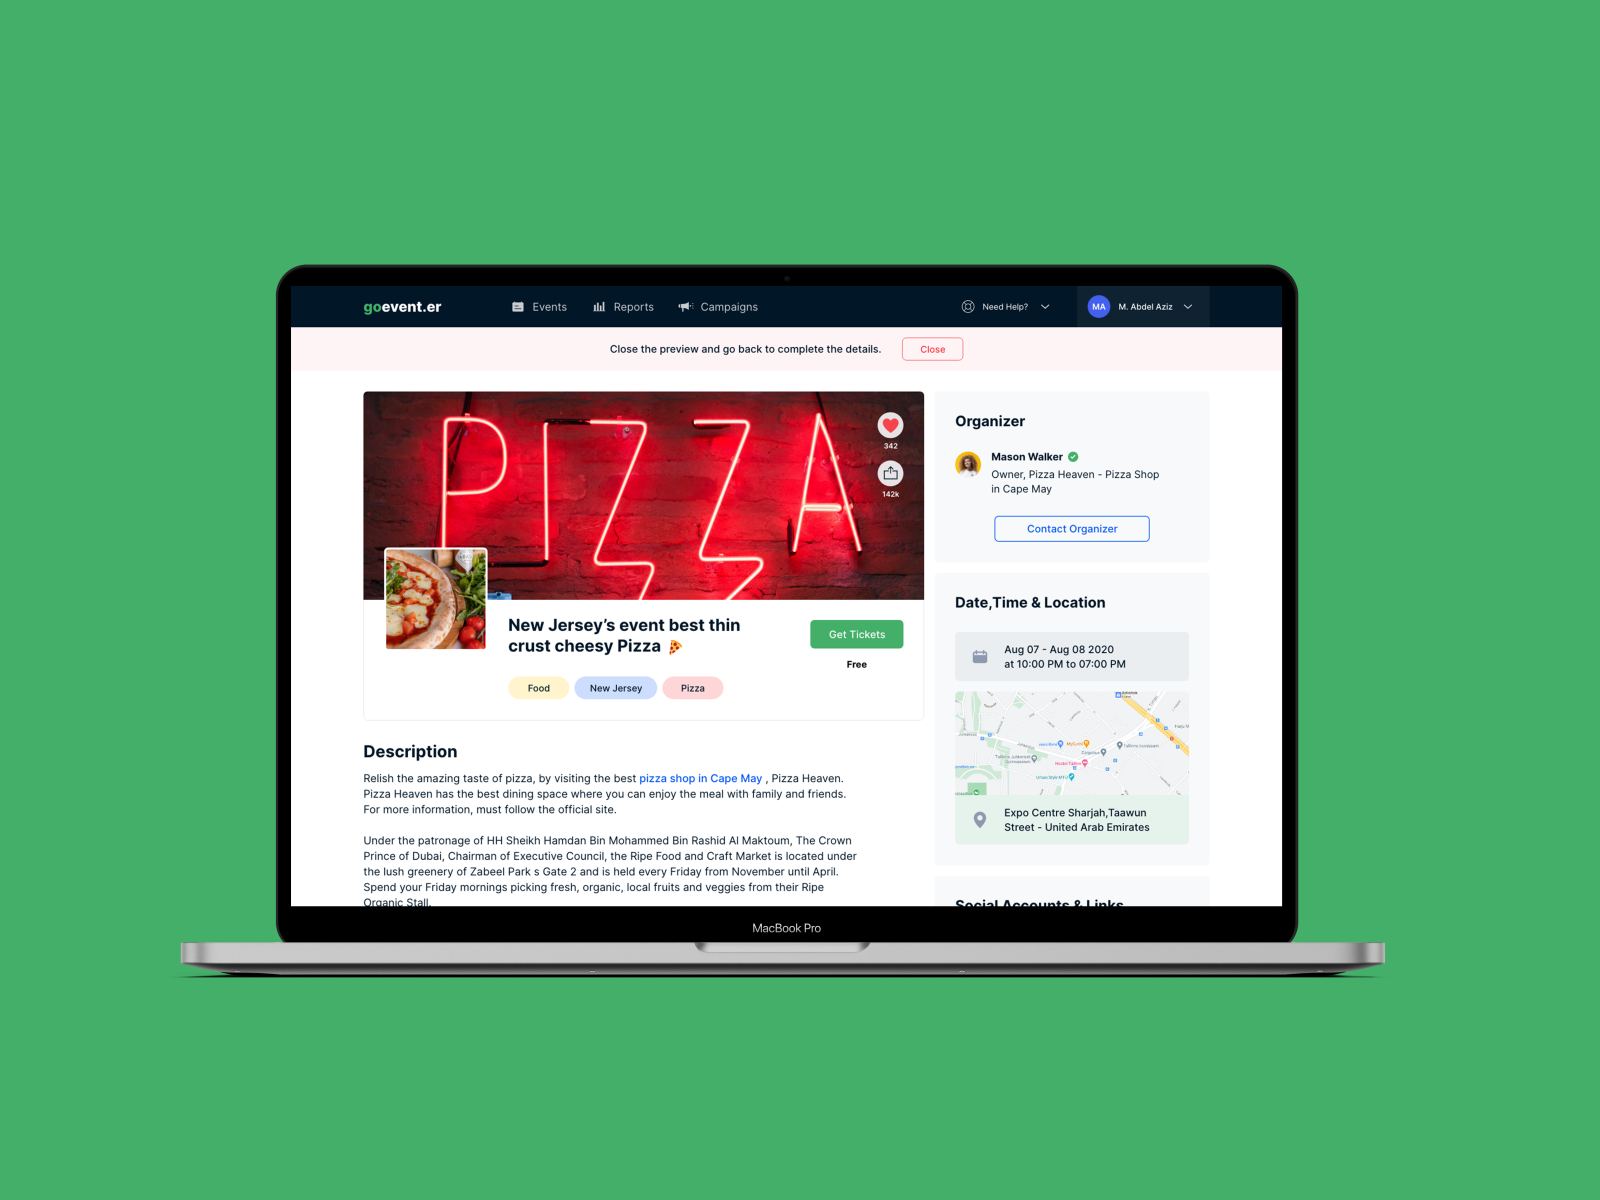 goevent.er
Events
Reports
Campaigns
Need Help?
MA
M. Abdel Aziz
Close the preview and go back to complete the details.
Close
PIZZA
342
142k
New Jersey’s event best thin
crust cheesy Pizza 🍕
Get Tickets
Free
Food
New Jersey
Pizza
Description
Relish the amazing taste of pizza, by visiting the best pizza shop in Cape May , Pizza Heaven.
Pizza Heaven has the best dining space where you can enjoy the meal with family and friends.
For more information, must follow the official site.
Under the patronage of HH Sheikh Hamdan Bin Mohammed Bin Rashid Al Maktoum, The Crown
Prince of Dubai, Chairman of Executive Council, the Ripe Food and Craft Market is located under
the lush greenery of Zabeel Park s Gate 2 and is held every Friday from November until April.
Spend your Friday mornings picking fresh, organic, local fruits and veggies from their Ripe
Organic Stall.
Organizer
Mason Walker
Owner, Pizza Heaven - Pizza Shop
in Cape May
Contact Organizer
Date,Time & Location
Aug 07 - Aug 08 2020
at 10:00 PM to 07:00 PM
Expo Centre Sharjah,Taawun
Street - United Arab Emirates
Social Accounts & Links
MacBook Pro